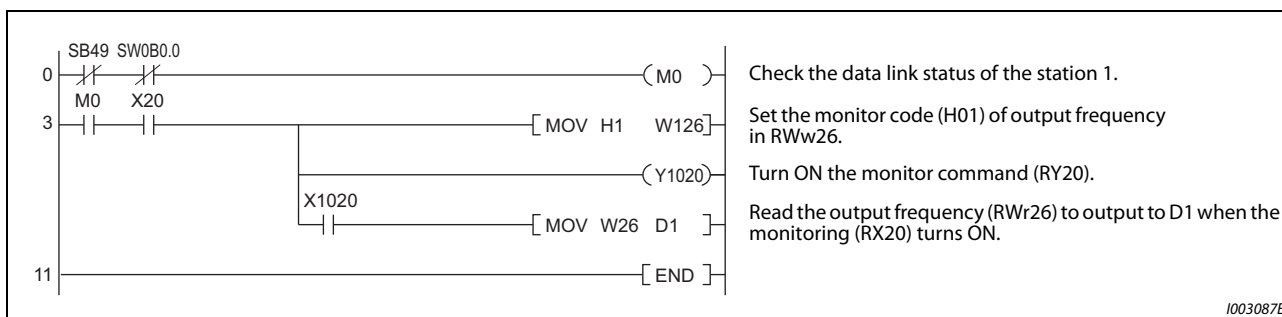 SB49 SW0B0.0
0 M0 Check the data link status of the station 1.
M0 X20
3 MOV H1 W126 Set the monitor code (H01) of output frequency
in RWw26.
Y1020 Turn ON the monitor command (RY20).
X1020
MOV W26 D1 Read the output frequency (RWr26) to output to D1 when the
monitoring (RX20) turns ON.
11 END